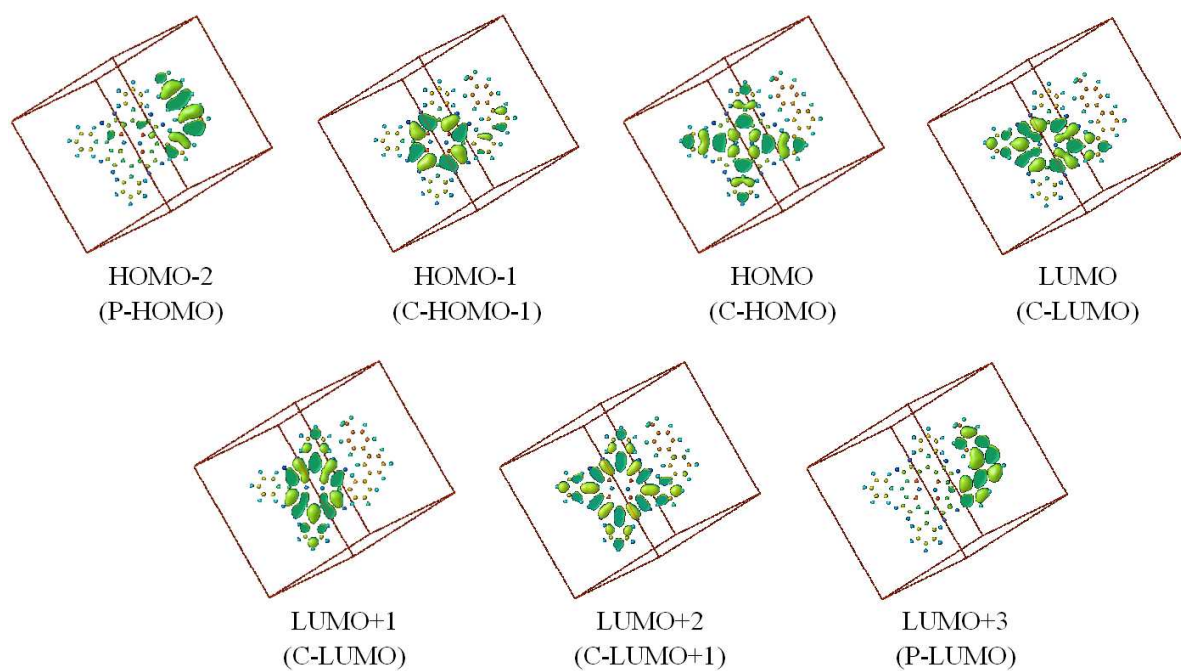 HOMO-2
(P-HOMO)
HOMO-1
(C-HOMO-1)
HOMO
(C-HOMO)
LUMO
(C-LUMO)
LUMO+1
(C-LUMO)
LUMO+2
(C-LUMO+1)
LUMO+3
(P-LUMO)